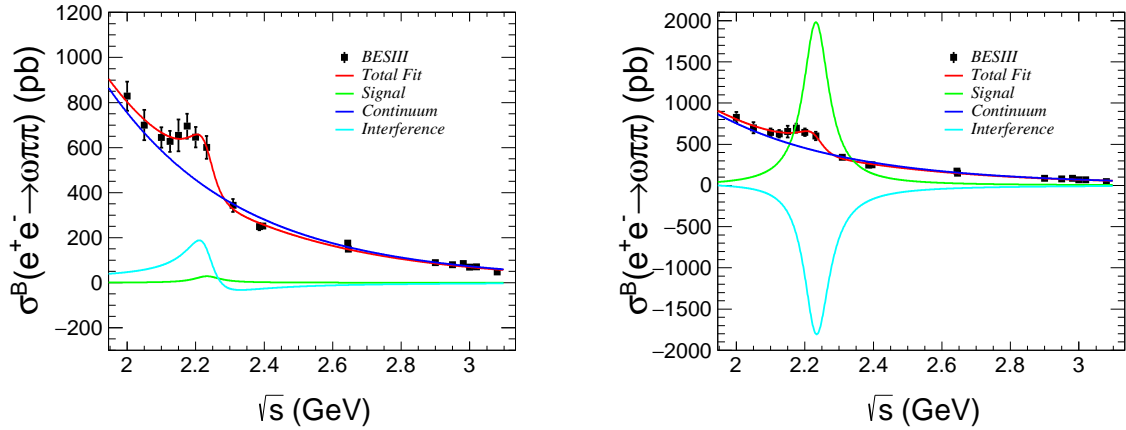 σᴮ(e⁺e⁻→ωππ) (pb)
1200
1000
800
600
400
200
0
−200
BESIII
Total Fit
Signal
Continuum
Interference
2 2.2 2.4 2.6 2.8 3
√s (GeV)
σᴮ(e⁺e⁻→ωππ) (pb)
2000
1500
1000
500
0
−500
−1000
−1500
−2000
BESIII
Total Fit
Signal
Continuum
Interference
2 2.2 2.4 2.6 2.8 3
√s (GeV)